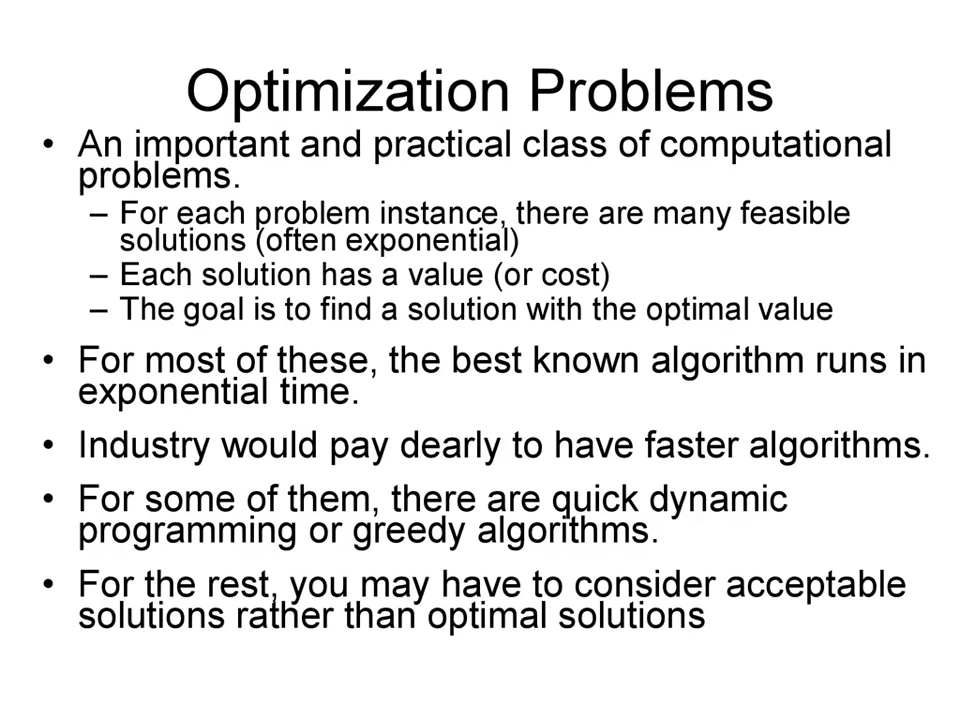 Optimization Problems
• An important and practical class of computational
problems.
– For each problem instance, there are many feasible
solutions (often exponential)
– Each solution has a value (or cost)
– The goal is to find a solution with the optimal value
• For most of these, the best known algorithm runs in
exponential time.
• Industry would pay dearly to have faster algorithms.
• For some of them, there are quick dynamic
programming or greedy algorithms.
• For the rest, you may have to consider acceptable
solutions rather than optimal solutions